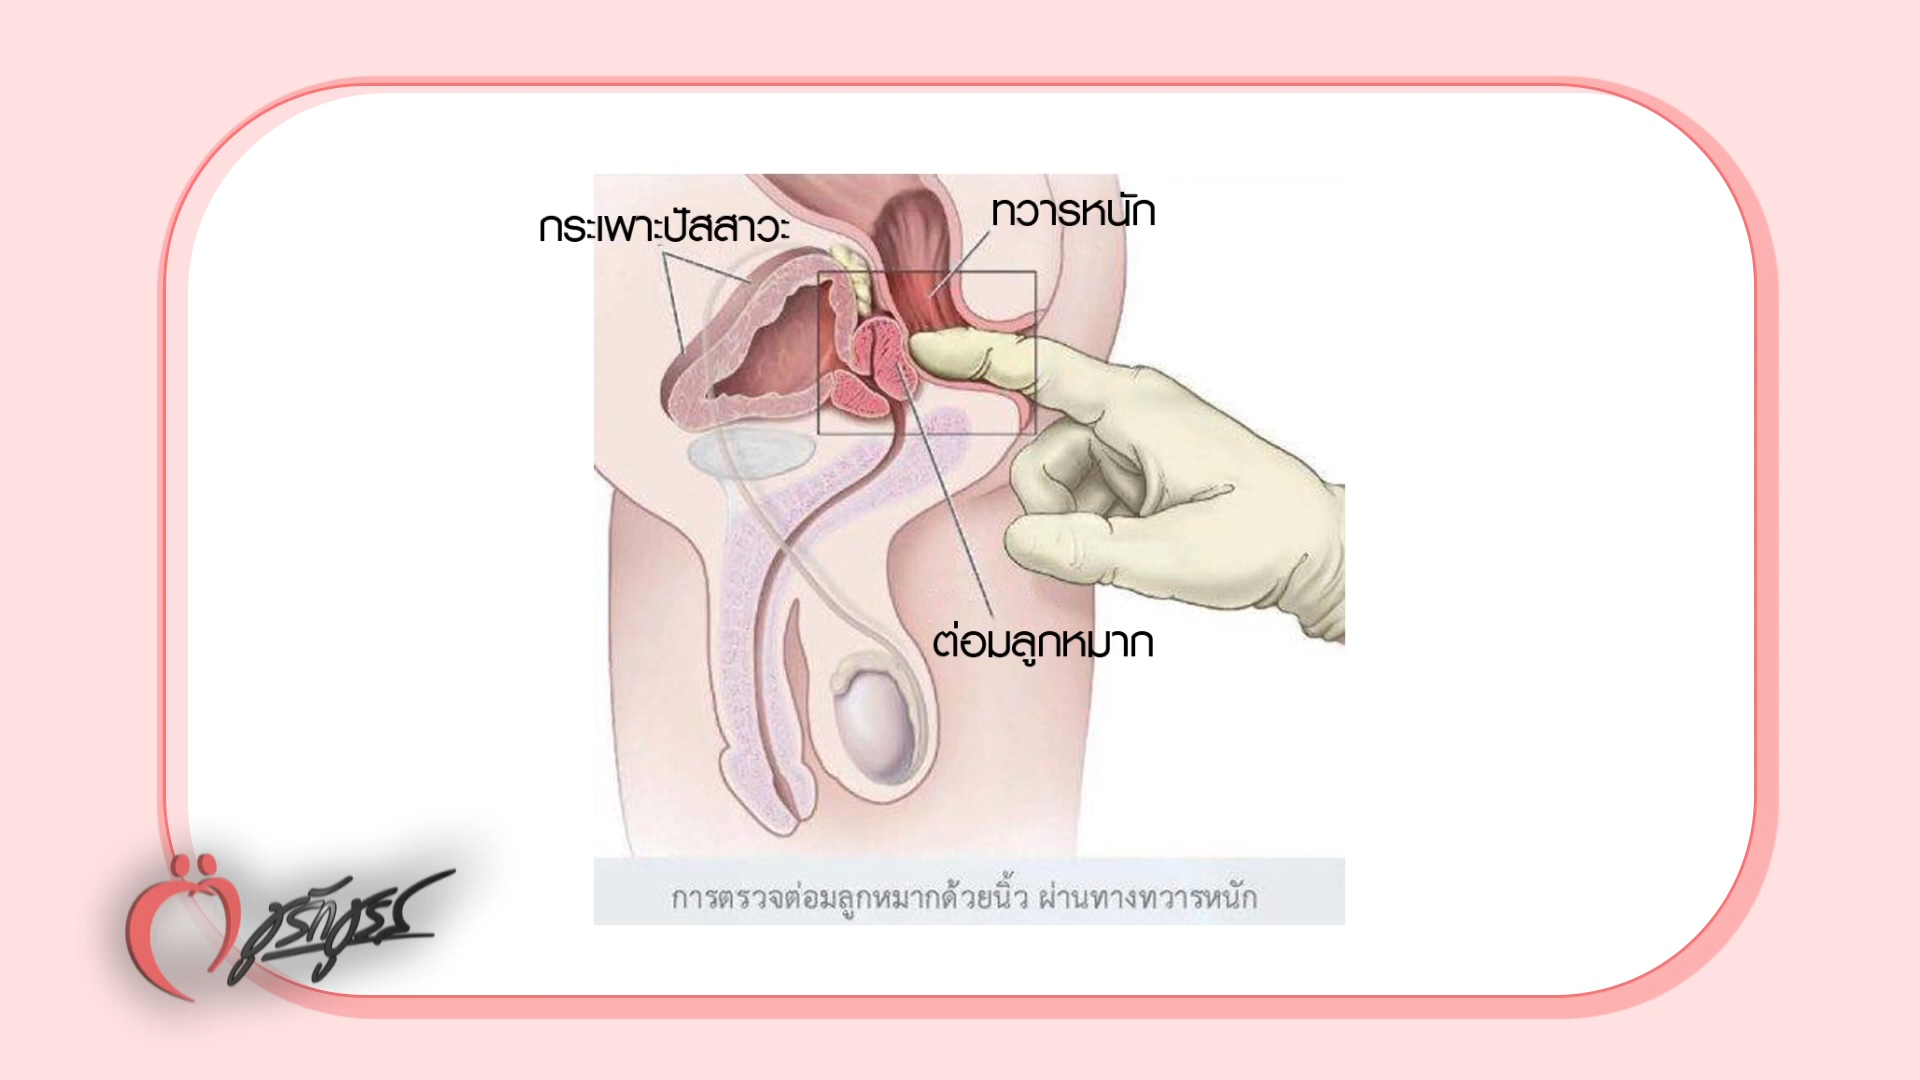 กระเพาะปัสสาวะ
ทวารหนัก
ต่อมลูกหมาก
การตรวจต่อมลูกหมากด้วยนิ้ว ผ่านทางทวารหนัก